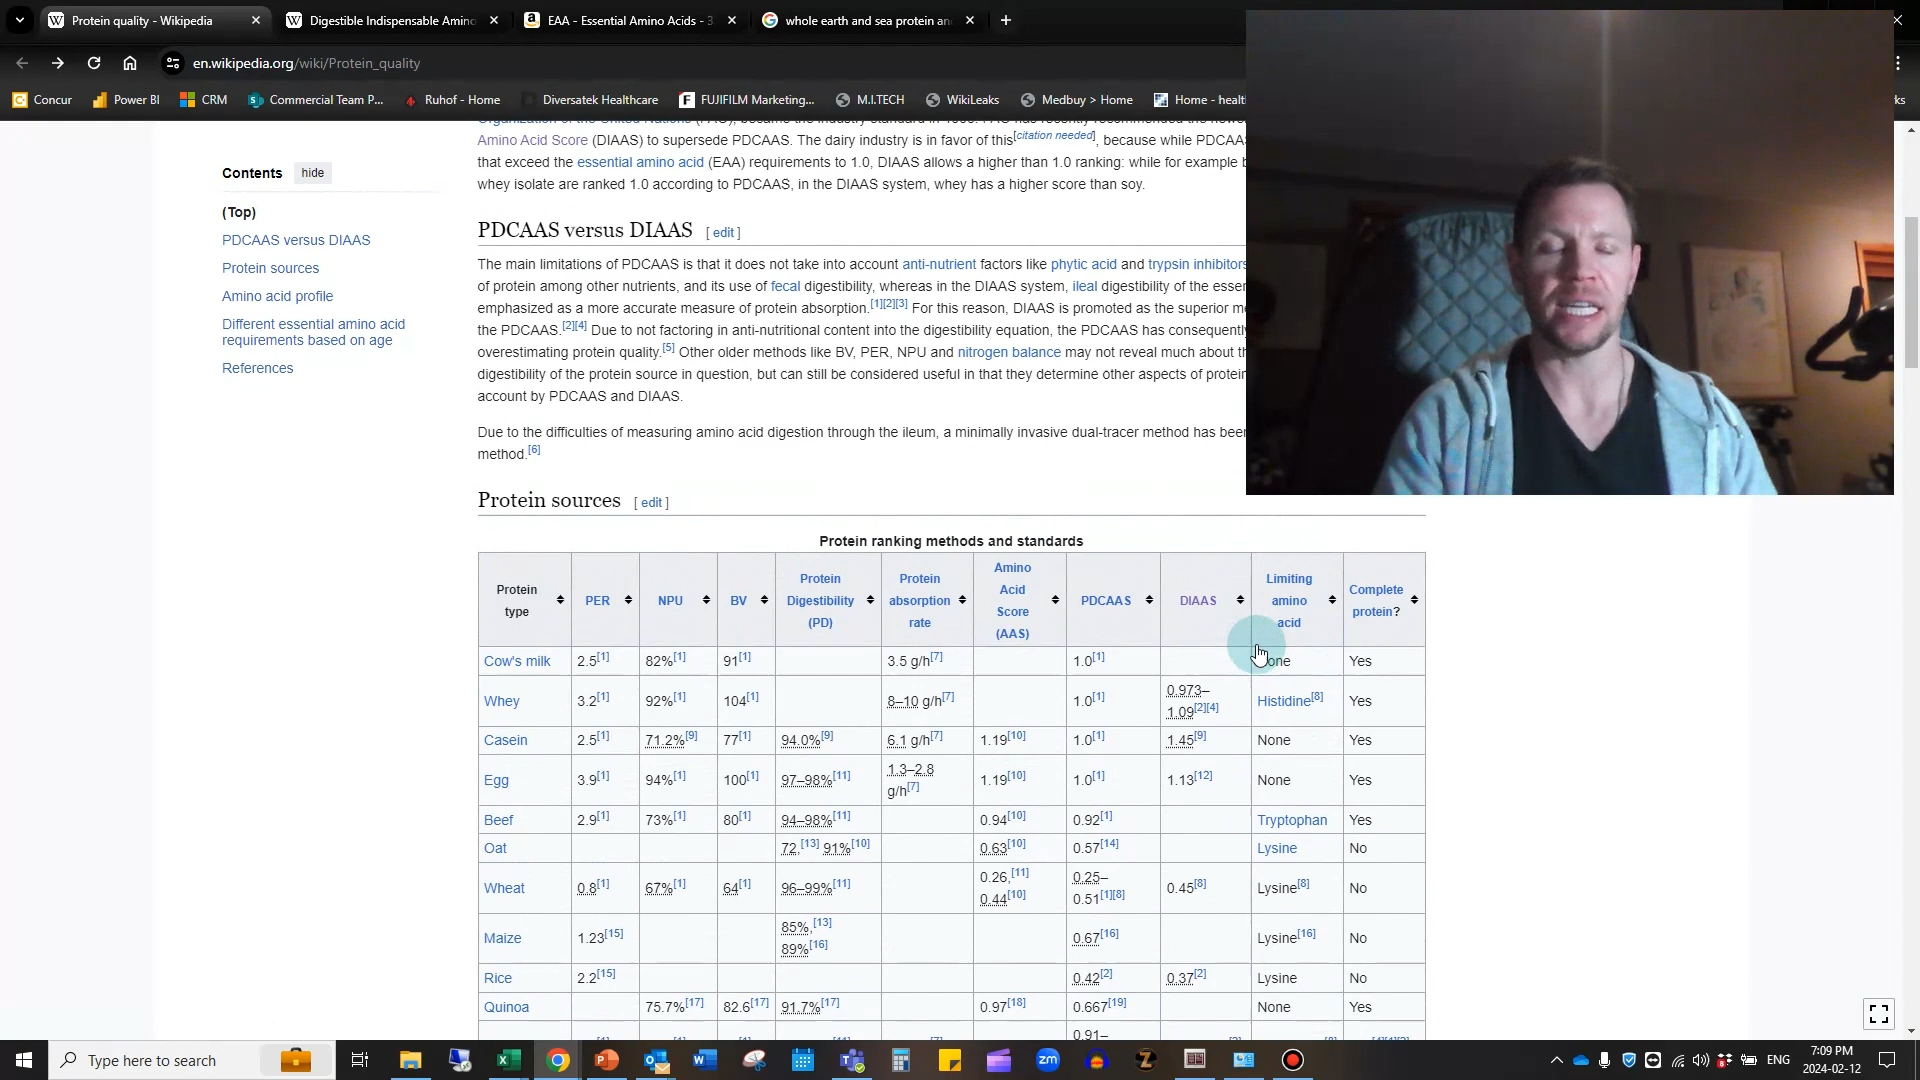 Protein quality - Wikipedia
Digestible Indispensable Amino
EAA - Essential Amino Acids - 3
whole earth and sea protein an
en.wikipedia.org/wiki/Protein_quality
Concur
Power BI
CRM
Commercial Team P...
Ruhof - Home
Diversatek Healthcare
FUJIFILM Marketing...
M.I.TECH
WikiLeaks
Medbuy > Home
Home - healt
ks
Contents hide
(Top)
PDCAAS versus DIAAS
Protein sources
Amino acid profile
Different essential amino acid
requirements based on age
References
Amino Acid Score (DIAAS) to supersede PDCAAS. The dairy industry is in favor of this[citation needed], because while PDCAA
that exceed the essential amino acid (EAA) requirements to 1.0, DIAAS allows a higher than 1.0 ranking: while for example b
whey isolate are ranked 1.0 according to PDCAAS, in the DIAAS system, whey has a higher score than soy.
PDCAAS versus DIAAS [ edit ]
The main limitations of PDCAAS is that it does not take into account anti-nutrient factors like phytic acid and trypsin inhibitors
of protein among other nutrients, and its use of fecal digestibility, whereas in the DIAAS system, ileal digestibility of the esser
emphasized as a more accurate measure of protein absorption.[1][2][3] For this reason, DIAAS is promoted as the superior m
the PDCAAS.[2][4] Due to not factoring in anti-nutritional content into the digestibility equation, the PDCAAS has consequently
overestimating protein quality.[5] Other older methods like BV, PER, NPU and nitrogen balance may not reveal much about th
digestibility of the protein source in question, but can still be considered useful in that they determine other aspects of protein
account by PDCAAS and DIAAS.
Due to the difficulties of measuring amino acid digestion through the ileum, a minimally invasive dual-tracer method has been
method.[6]
Protein sources [ edit ]
Protein ranking methods and standards
Protein type PER NPU BV Protein Digestibility (PD) Protein absorption rate Amino Acid Score (AAS) PDCAAS DIAAS Limiting amino acid Complete protein?
Cow's milk 2.5[1] 82%[1] 91[1] 3.5 g/h[7] 1.0[1] None Yes
Whey 3.2[1] 92%[1] 104[1] 8–10 g/h[7] 1.0[1] 0.973–1.09[2][4] Histidine[8] Yes
Casein 2.5[1] 71.2%[9] 77[1] 94.0%[9] 6.1 g/h[7] 1.19[10] 1.0[1] 1.45[9] None Yes
Egg 3.9[1] 94%[1] 100[1] 97–98%[11] 1.3–2.8 g/h[7] 1.19[10] 1.0[1] 1.13[12] None Yes
Beef 2.9[1] 73%[1] 80[1] 94–98%[11] 0.94[10] 0.92[1] Tryptophan Yes
Oat 72,[13] 91%[10] 0.63[10] 0.57[14] Lysine No
Wheat 0.8[1] 67%[1] 64[1] 96–99%[11] 0.26,[11] 0.44[10] 0.25–0.51[1][8] 0.45[8] Lysine[8] No
Maize 1.23[15] 85%,[13] 89%[16] 0.67[16] Lysine[16] No
Rice 2.2[15] 0.42[2] 0.37[2] Lysine No
Quinoa 75.7%[17] 82.6[17] 91.7%[17] 0.97[18] 0.667[19] None Yes
0.91–
Type here to search
ENG
7:09 PM
2024-02-12